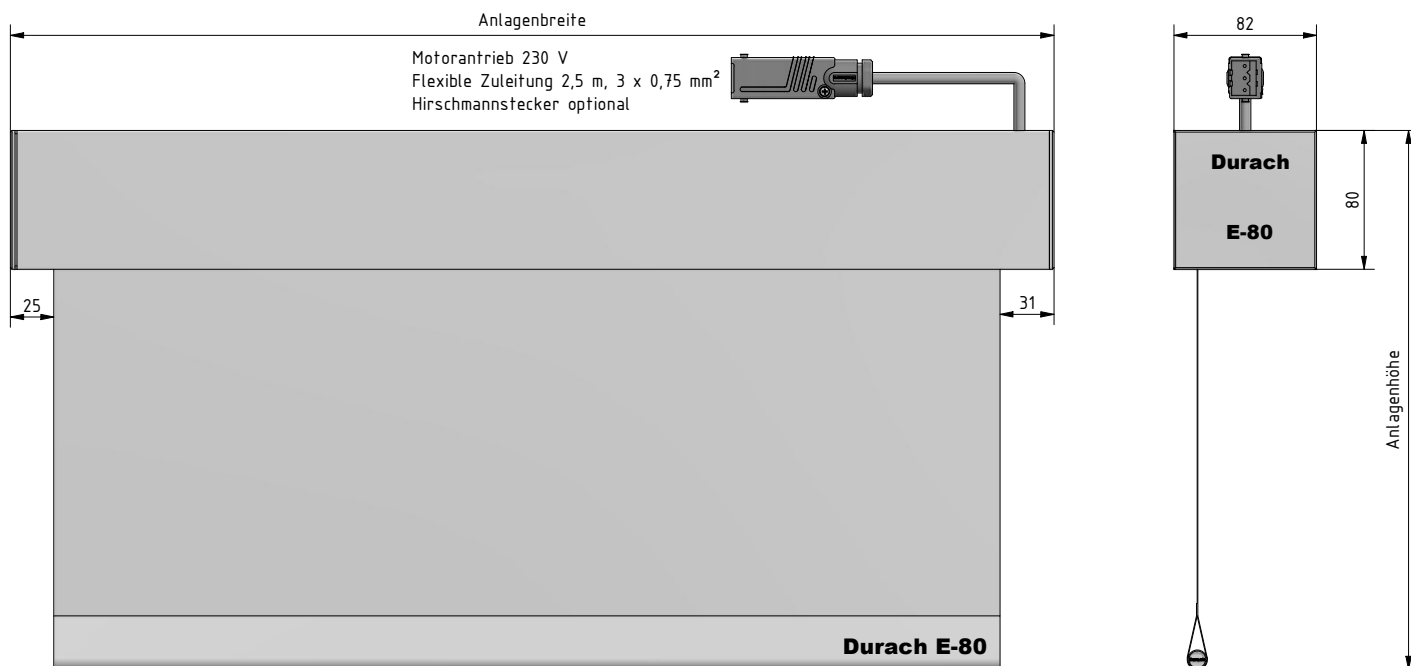 Anlagenbreite
82
Motorantrieb 230 V
Flexible Zuleitung 2,5 m, 3 x 0,75 mm²
Hirschmannstecker optional
Durach
E-80
80
25
31
Anlagenhöhe
Durach E-80